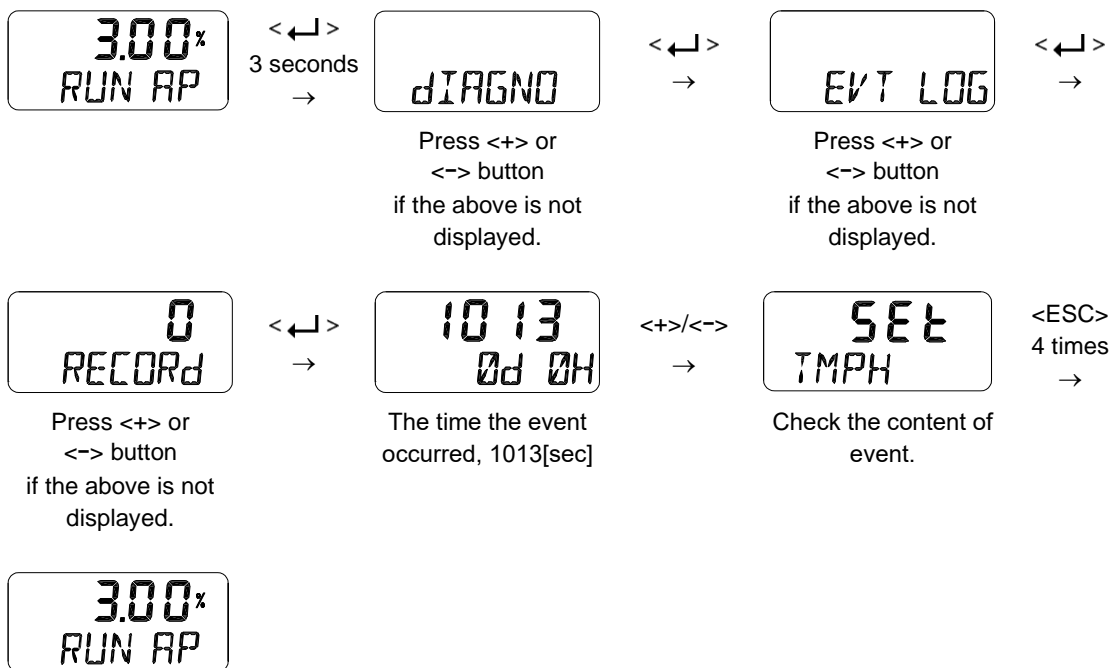 3.00%
RUN AP
< ↵ >
3 seconds
→
dIAGNO
< ↵ >
→
EVT LOG
< ↵ >
→
Press <+> or
<-> button
if the above is not
displayed.
Press <+> or
<-> button
if the above is not
displayed.
0
RECORd
< ↵ >
→
1013
0d 0H
<+>/<->
→
SEt
TMPH
<ESC>
4 times
→
Press <+> or
<-> button
if the above is not
displayed.
The time the event
occurred, 1013[sec]
Check the content of
event.
3.00%
RUN AP